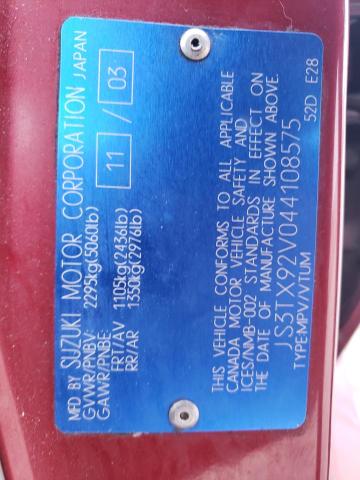 MFD BY SUZUKI MOTOR CORPORATION JAPAN
GVWR/PNBV: 2295kg(5060lb)
GAWR/PNBE:
FRT/AV 1105kg(2436lb)
RR/AR 1350kg(2976lb)
11 / 03
THIS VEHICLE CONFORMS TO ALL APPLICABLE
CANADA MOTOR VEHICLE SAFETY AND
ICES/NMB-002 STANDARDS IN EFFECT ON
THE DATE OF MANUFACTURE SHOWN ABOVE.
JS3TX92V044108575
TYPE:MPV/VTUM 52D E28